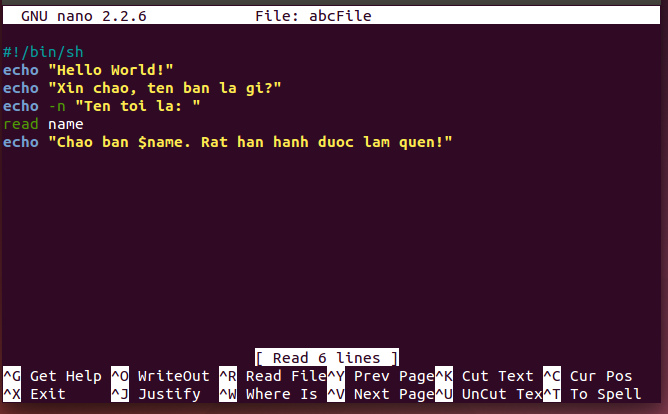 GNU nano 2.2.6 File: abcFile
#!/bin/sh
echo "Hello World!"
echo "Xin chao, ten ban la gi?"
echo -n "Ten toi la: "
read name
echo "Chao ban $name. Rat han hanh duoc lam quen!"
[ Read 6 lines ]
^G Get Help ^O WriteOut ^R Read File ^Y Prev Page ^K Cut Text ^C Cur Pos
^X Exit ^J Justify ^W Where Is ^V Next Page ^U UnCut Tex ^T To Spell